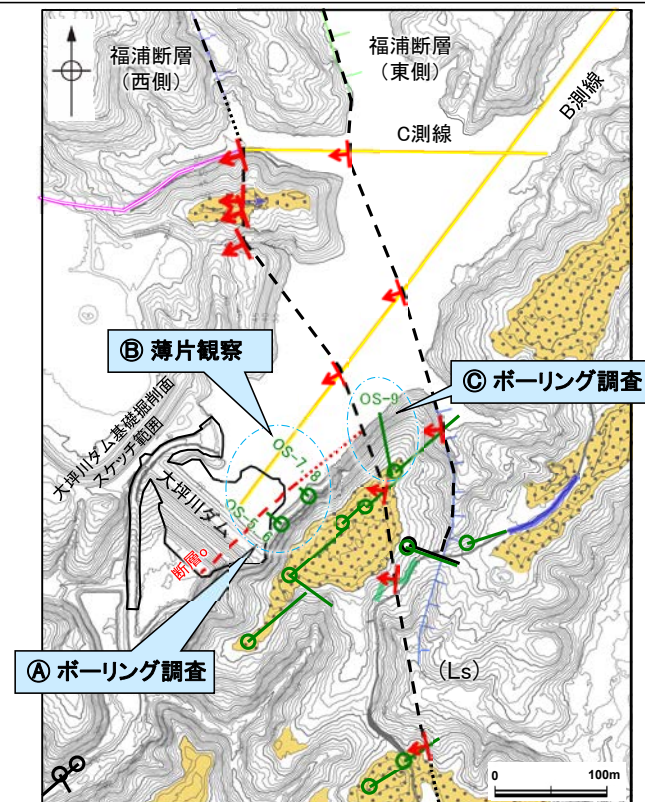 福浦断層
(西側)
福浦断層
(東側)
B測線
C測線
Ⓑ 薄片観察
Ⓒ ボーリング調査
OS-9
大坪川ダム基礎掘削面
スケッチ範囲
OS-7, 8
大坪川ダム
OS-5, 6
断層o
Ⓐ ボーリング調査
(Ls)
0 100m